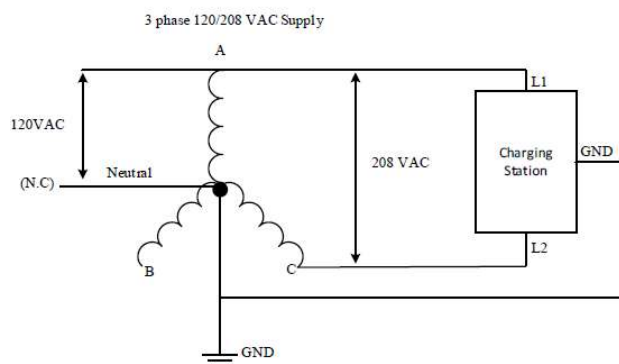 3 phase 120/208 VAC Supply
A
L1
120VAC
Charging
Station
GND
208 VAC
Neutral
(N.C)
L2
B
C
GND